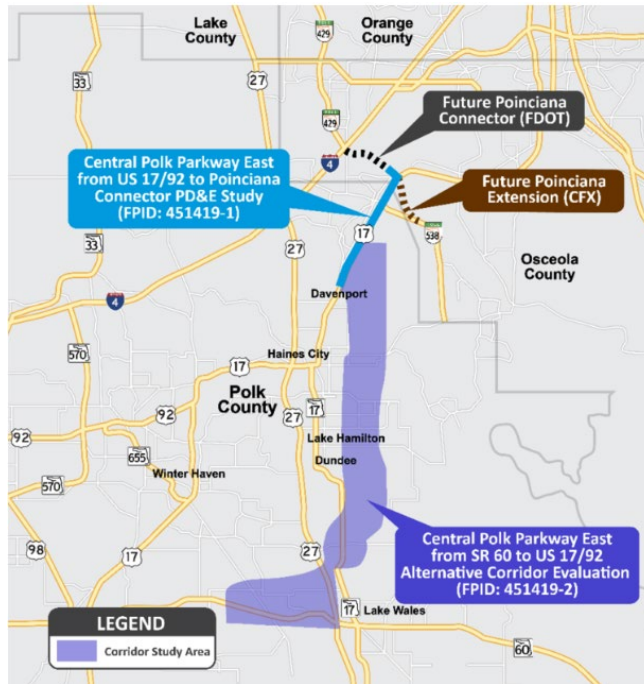 Lake
County
Orange
County
429
33
27
429
Future Poinciana
Connector (FDOT)
4
Central Polk Parkway East
from US 17/92 to Poinciana
Connector PD&E Study
(FPID: 451419-1)
Future Poinciana
Extension (CFX)
17
538
33
27
Osceola
County
4
Davenport
570
Haines City
17
Polk
County
17
92
27
92
Lake Hamilton
655
Dundee
Winter Haven
570
98
17
27
Central Polk Parkway East
from SR 60 to US 17/92
Alternative Corridor Evaluation
(FPID: 451419-2)
17
Lake Wales
LEGEND
Corridor Study Area
60